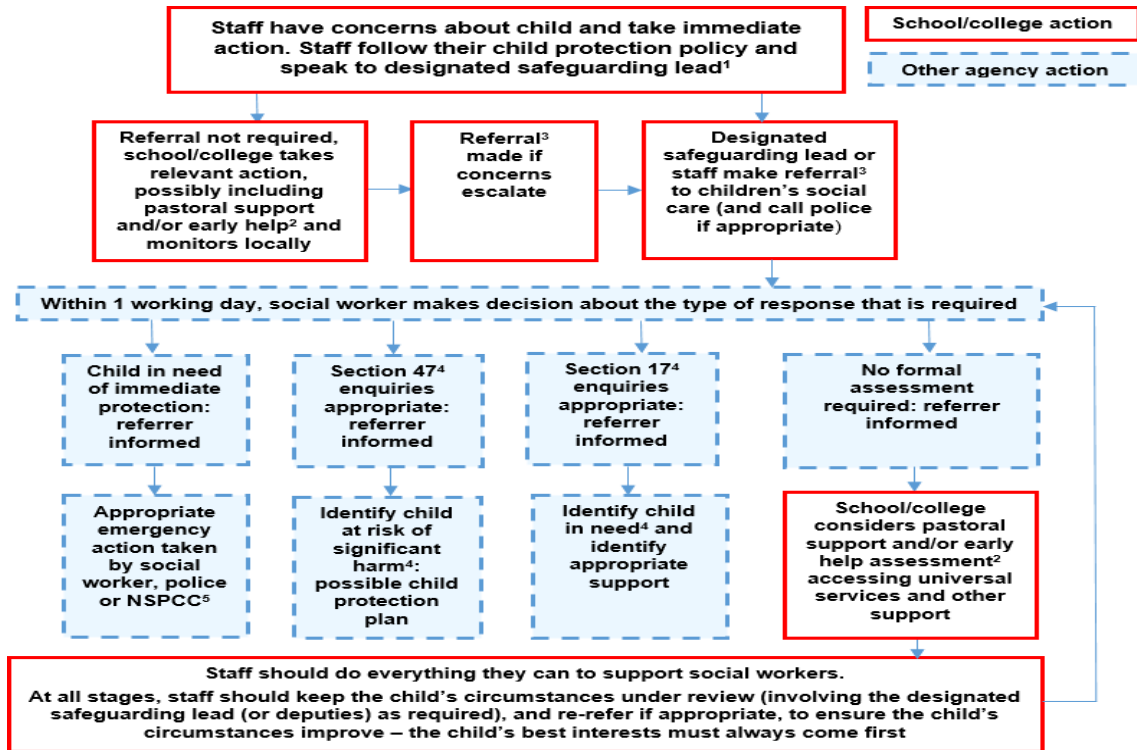 Staff have concerns about child and take immediate
action. Staff follow their child protection policy and
speak to designated safeguarding lead¹
School/college action
Other agency action
Referral not required,
school/college takes
relevant action,
possibly including
pastoral support
and/or early help² and
monitors locally
Referral³
made if
concerns
escalate
Designated
safeguarding lead or
staff make referral³
to children’s social
care (and call police
if appropriate)
Within 1 working day, social worker makes decision about the type of response that is required
Child in need
of immediate
protection:
referrer
informed
Section 47⁴
enquiries
appropriate:
referrer
informed
Section 17⁴
enquiries
appropriate:
referrer
informed
No formal
assessment
required: referrer
informed
Appropriate
emergency
action taken
by social
worker, police
or NSPCC⁵
Identify child
at risk of
significant
harm⁴:
possible child
protection
plan
Identify child
in need⁴ and
identify
appropriate
support
School/college
considers pastoral
support and/or early
help assessment²
accessing universal
services and other
support
Staff should do everything they can to support social workers.
At all stages, staff should keep the child’s circumstances under review (involving the designated
safeguarding lead (or deputies) as required), and re-refer if appropriate, to ensure the child’s
circumstances improve – the child’s best interests must always come first